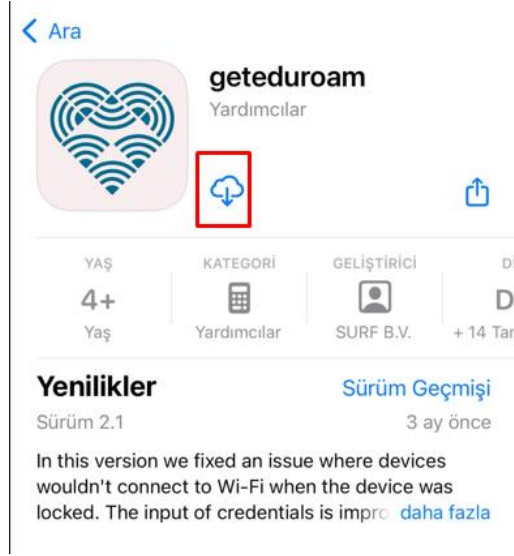 Ara
geteduroam
Yardımcılar
YAŞ
4+
Yaş
KATEGORİ
Yardımcılar
GELİŞTİRİCİ
SURF B.V.
+ 14 Tar
Yenilikler
Sürüm Geçmişi
Sürüm 2.1
3 ay önce
In this version we fixed an issue where devices
wouldn't connect to Wi-Fi when the device was
locked. The input of credentials is impro daha fazla